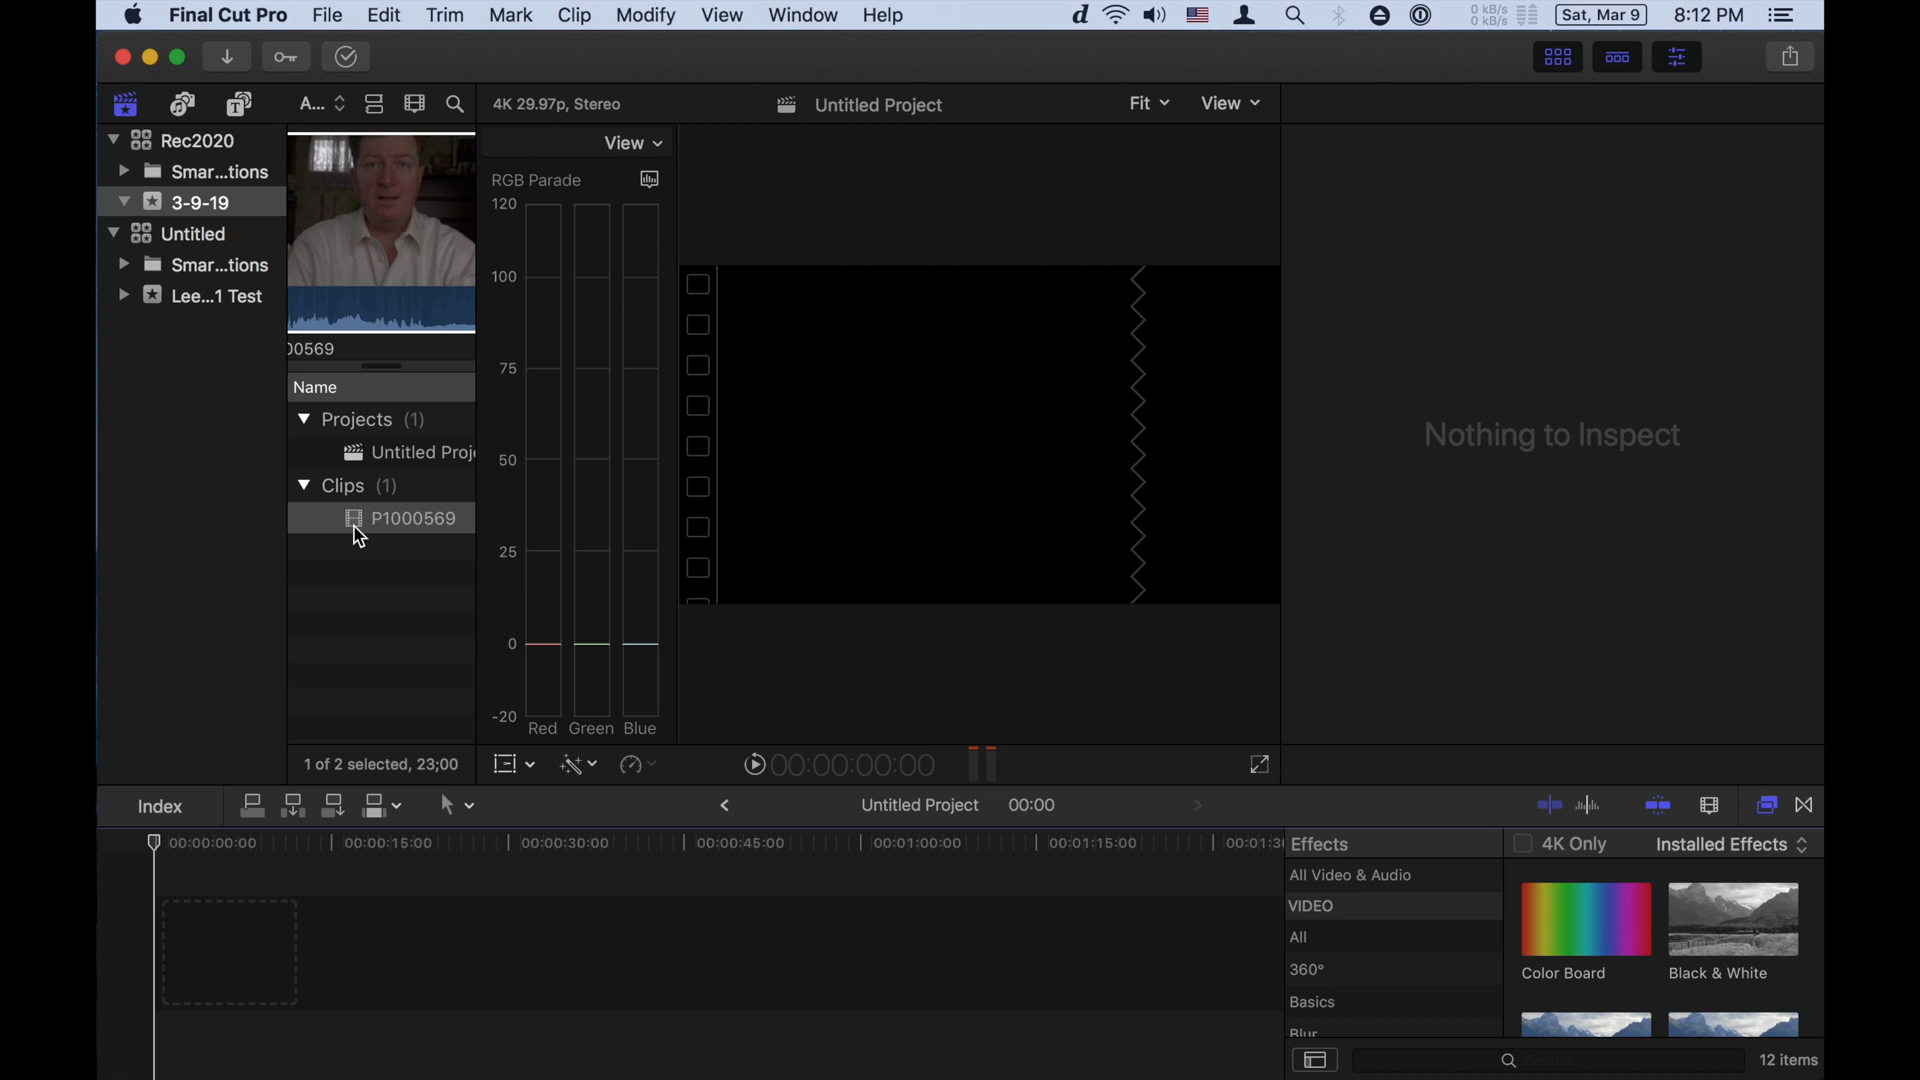 Final Cut Pro File Edit Trim Mark Clip Modify View Window Help
0 kB/s
0 kB/s
Sat, Mar 9 8:12 PM
A... 4K 29.97p, Stereo Untitled Project Fit View
Rec2020
Smar...tions
3-9-19
Untitled
Smar...tions
Lee...1 Test
00569
Name
Projects (1)
Untitled Proj
Clips (1)
P1000569
1 of 2 selected, 23;00
View
RGB Parade
120
100
75
50
25
0
-20
Red Green Blue
00:00:00:00
Nothing to Inspect
Index Untitled Project 00:00
00:00:00:00 00:00:15:00 00:00:30:00 00:00:45:00 00:01:00:00 00:01:15:00 00:01:3
Effects 4K Only Installed Effects
All Video & Audio
VIDEO
All
360°
Basics
Blur
Color Board Black & White
Search 12 items